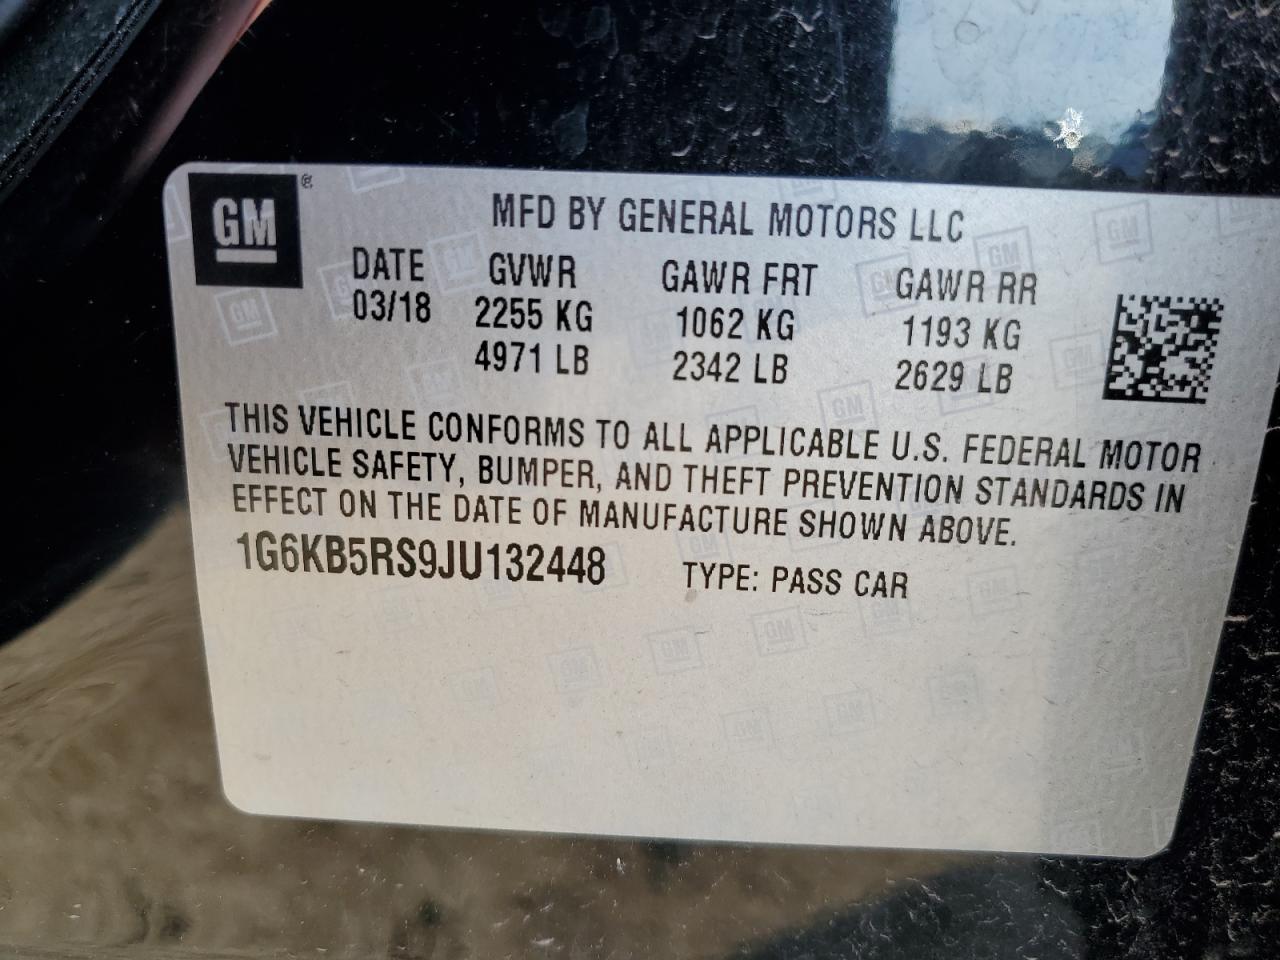 GM ®
MFD BY GENERAL MOTORS LLC
DATE GVWR GAWR FRT GAWR RR
03/18 2255 KG 1062 KG 1193 KG
4971 LB 2342 LB 2629 LB
THIS VEHICLE CONFORMS TO ALL APPLICABLE U.S. FEDERAL MOTOR
VEHICLE SAFETY, BUMPER, AND THEFT PREVENTION STANDARDS IN
EFFECT ON THE DATE OF MANUFACTURE SHOWN ABOVE.
1G6KB5RS9JU132448 TYPE: PASS CAR